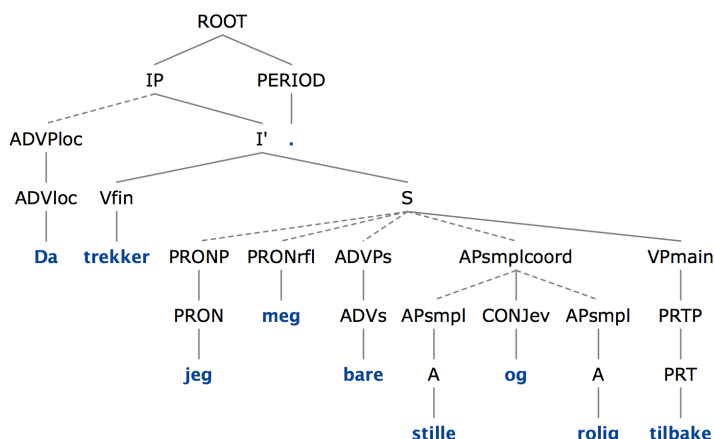 ROOT
IP PERIOD
ADVPloc I' .
ADVloc Vfin S
Da trekker PRONP PRONrfl ADVPs APsmplcoord VPmain
PRON meg ADVs APsmpl CONJev APsmpl PRTP
jeg bare A og A PRT
stille rolig tilbake